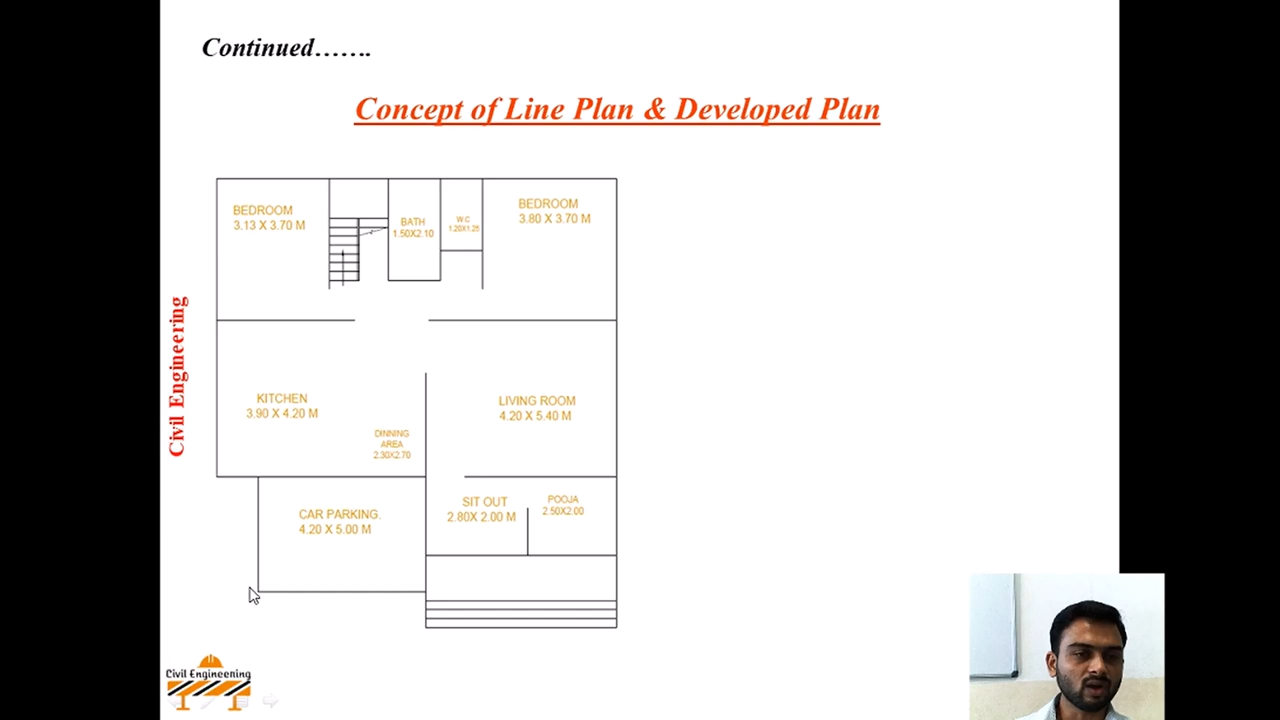 Continued…….
Concept of Line Plan & Developed Plan
Civil Engineering
BEDROOM
3.13 X 3.70 M
BATH
1.50X2.10
W.C
1.20X1.25
BEDROOM
3.80 X 3.70 M
KITCHEN
3.90 X 4.20 M
DINNING
AREA
2.30X2.70
LIVING ROOM
4.20 X 5.40 M
CAR PARKING.
4.20 X 5.00 M
SIT OUT
2.80X 2.00 M
POOJA
2.50X2.00
Civil Engineering